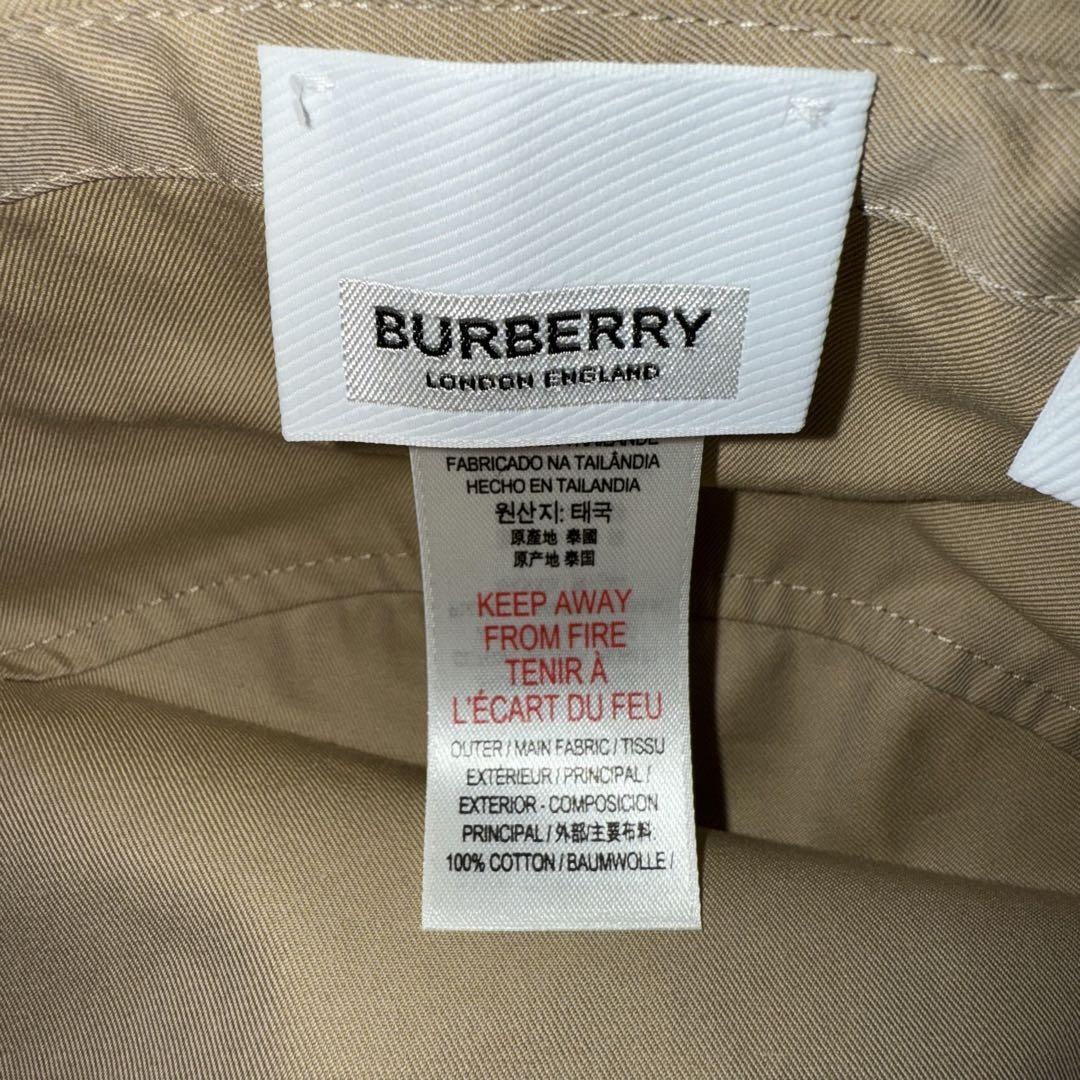 BURBERRY
LONDON ENGLAND
FABRICADO NA TAILÂNDIA
HECHO EN TAILANDIA
원산지: 태국
原產地 泰國
原产地 泰国
KEEP AWAY
FROM FIRE
TENIR À
L'ÉCART DU FEU
OUTER / MAIN FABRIC / TISSU
EXTÉRIEUR / PRINCIPAL /
EXTERIOR - COMPOSICION
PRINCIPAL / 外部/主要布料
100% COTTON / BAUMWOLLE /